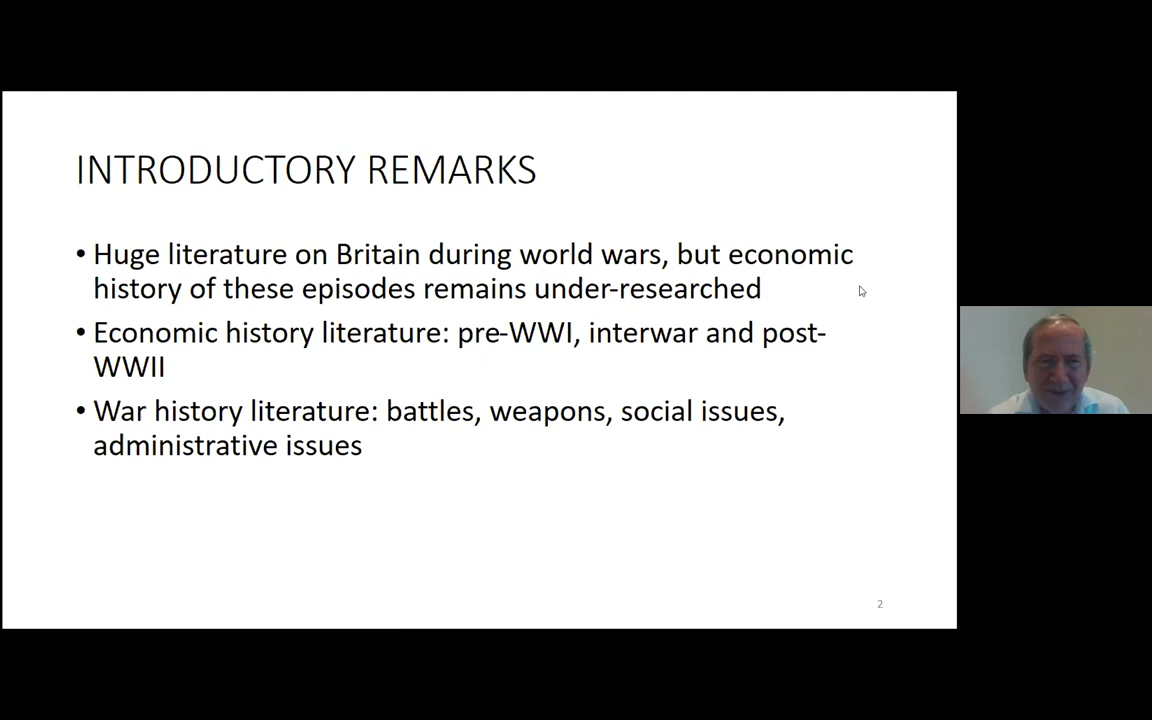 INTRODUCTORY REMARKS
• Huge literature on Britain during world wars, but economic
history of these episodes remains under-researched
• Economic history literature: pre-WWI, interwar and post-
WWII
• War history literature: battles, weapons, social issues,
administrative issues
2